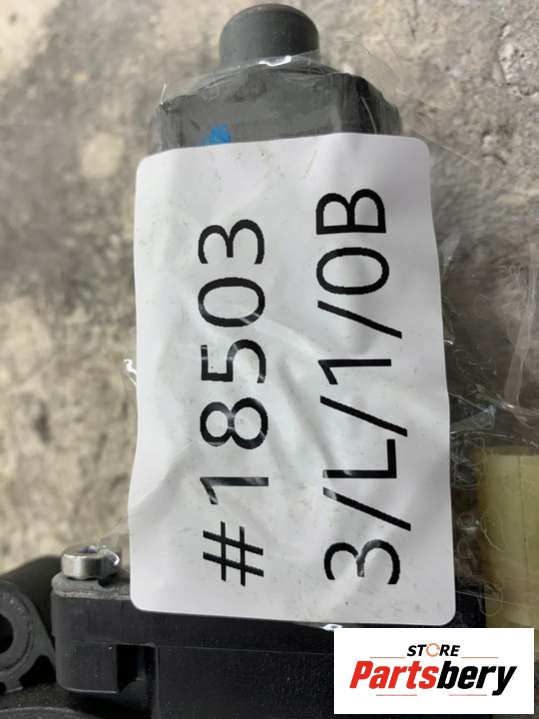 #18503
3/L/1/0B
STORE
Partsbery